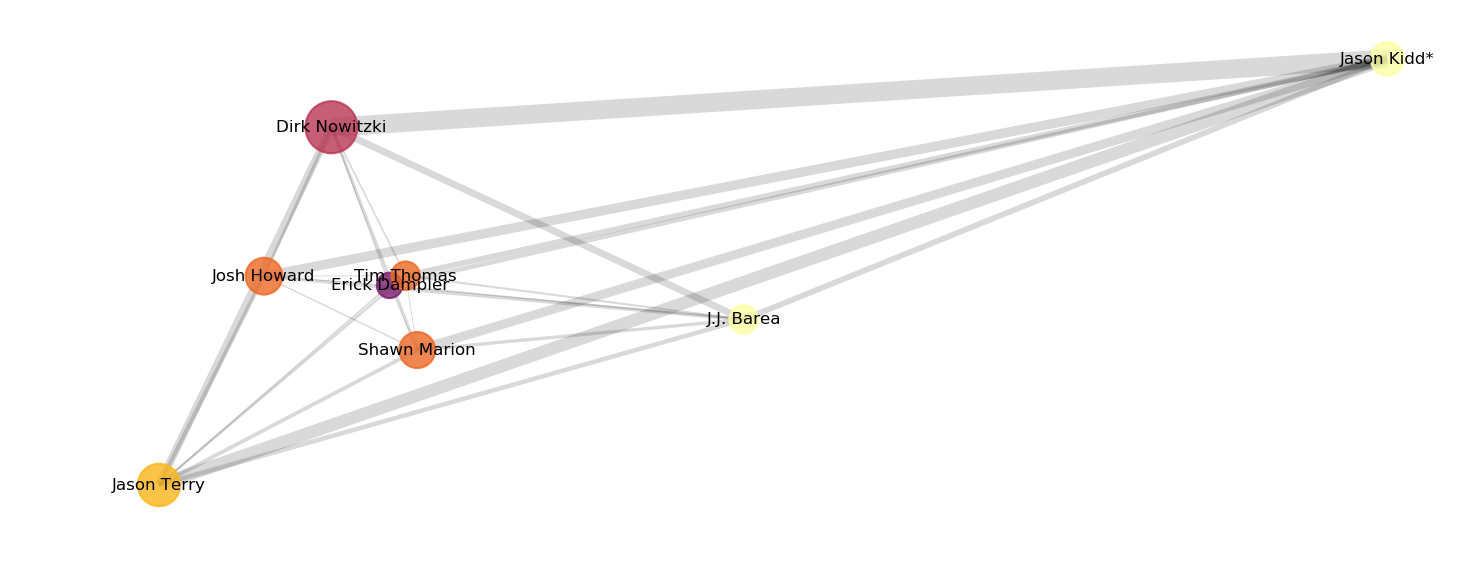 Jason Kidd*
Dirk Nowitzki
Josh Howard
Tim Thomas
Erick Dampier
J.J. Barea
Shawn Marion
Jason Terry